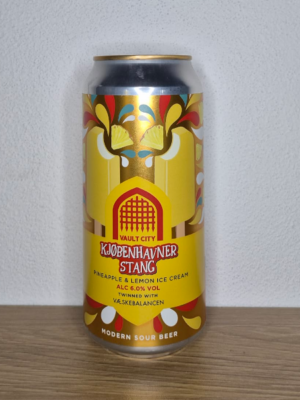 VAULT CITY
KJØBENHAVNER
STANG
PINEAPPLE & LEMON ICE CREAM
ALC 6.0% VOL
TWINNED WITH
VÆSKEBALANCEN
MODERN SOUR BEER